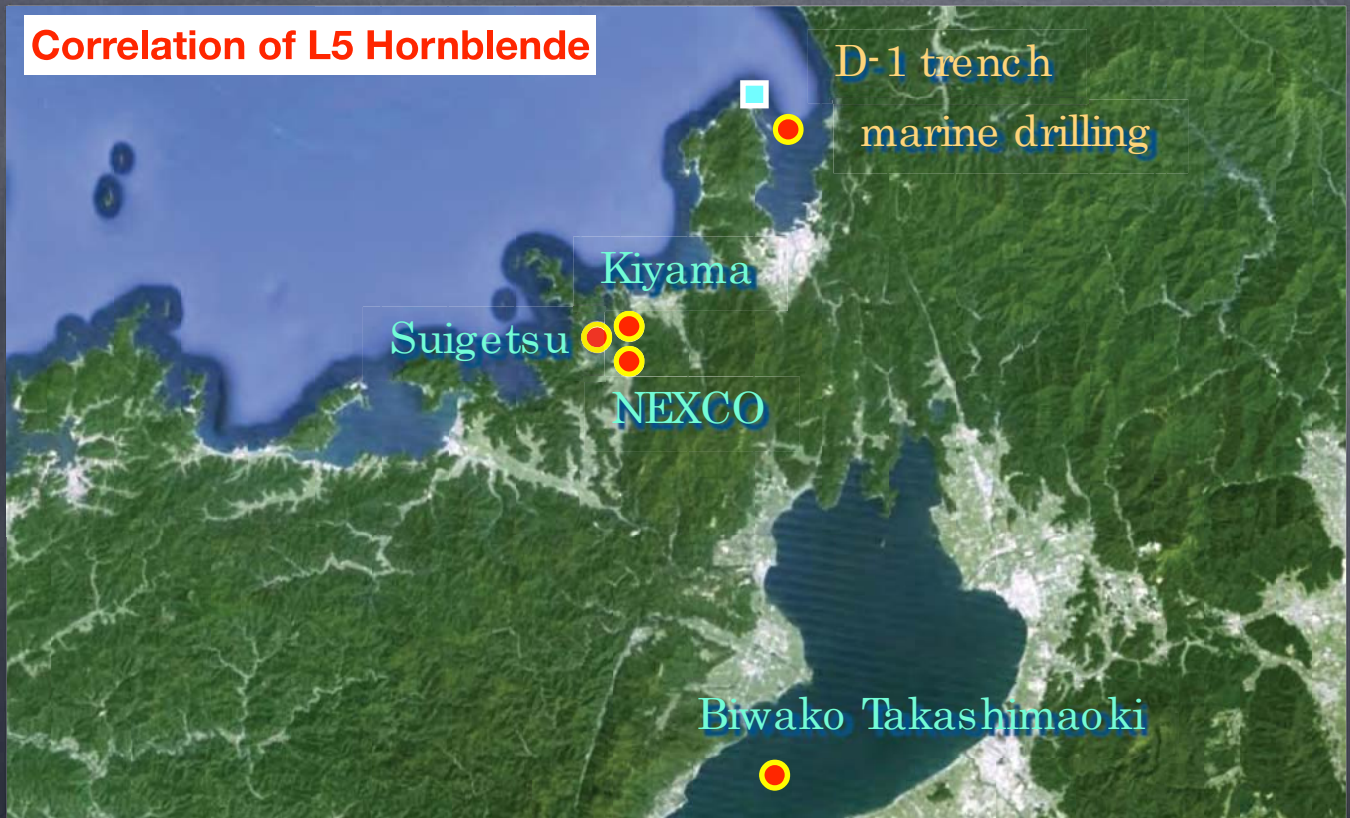 Correlation of L5 Hornblende
D-1 trench
marine drilling
Kiyama
Suigetsu
NEXCO
Biwako Takashimaoki